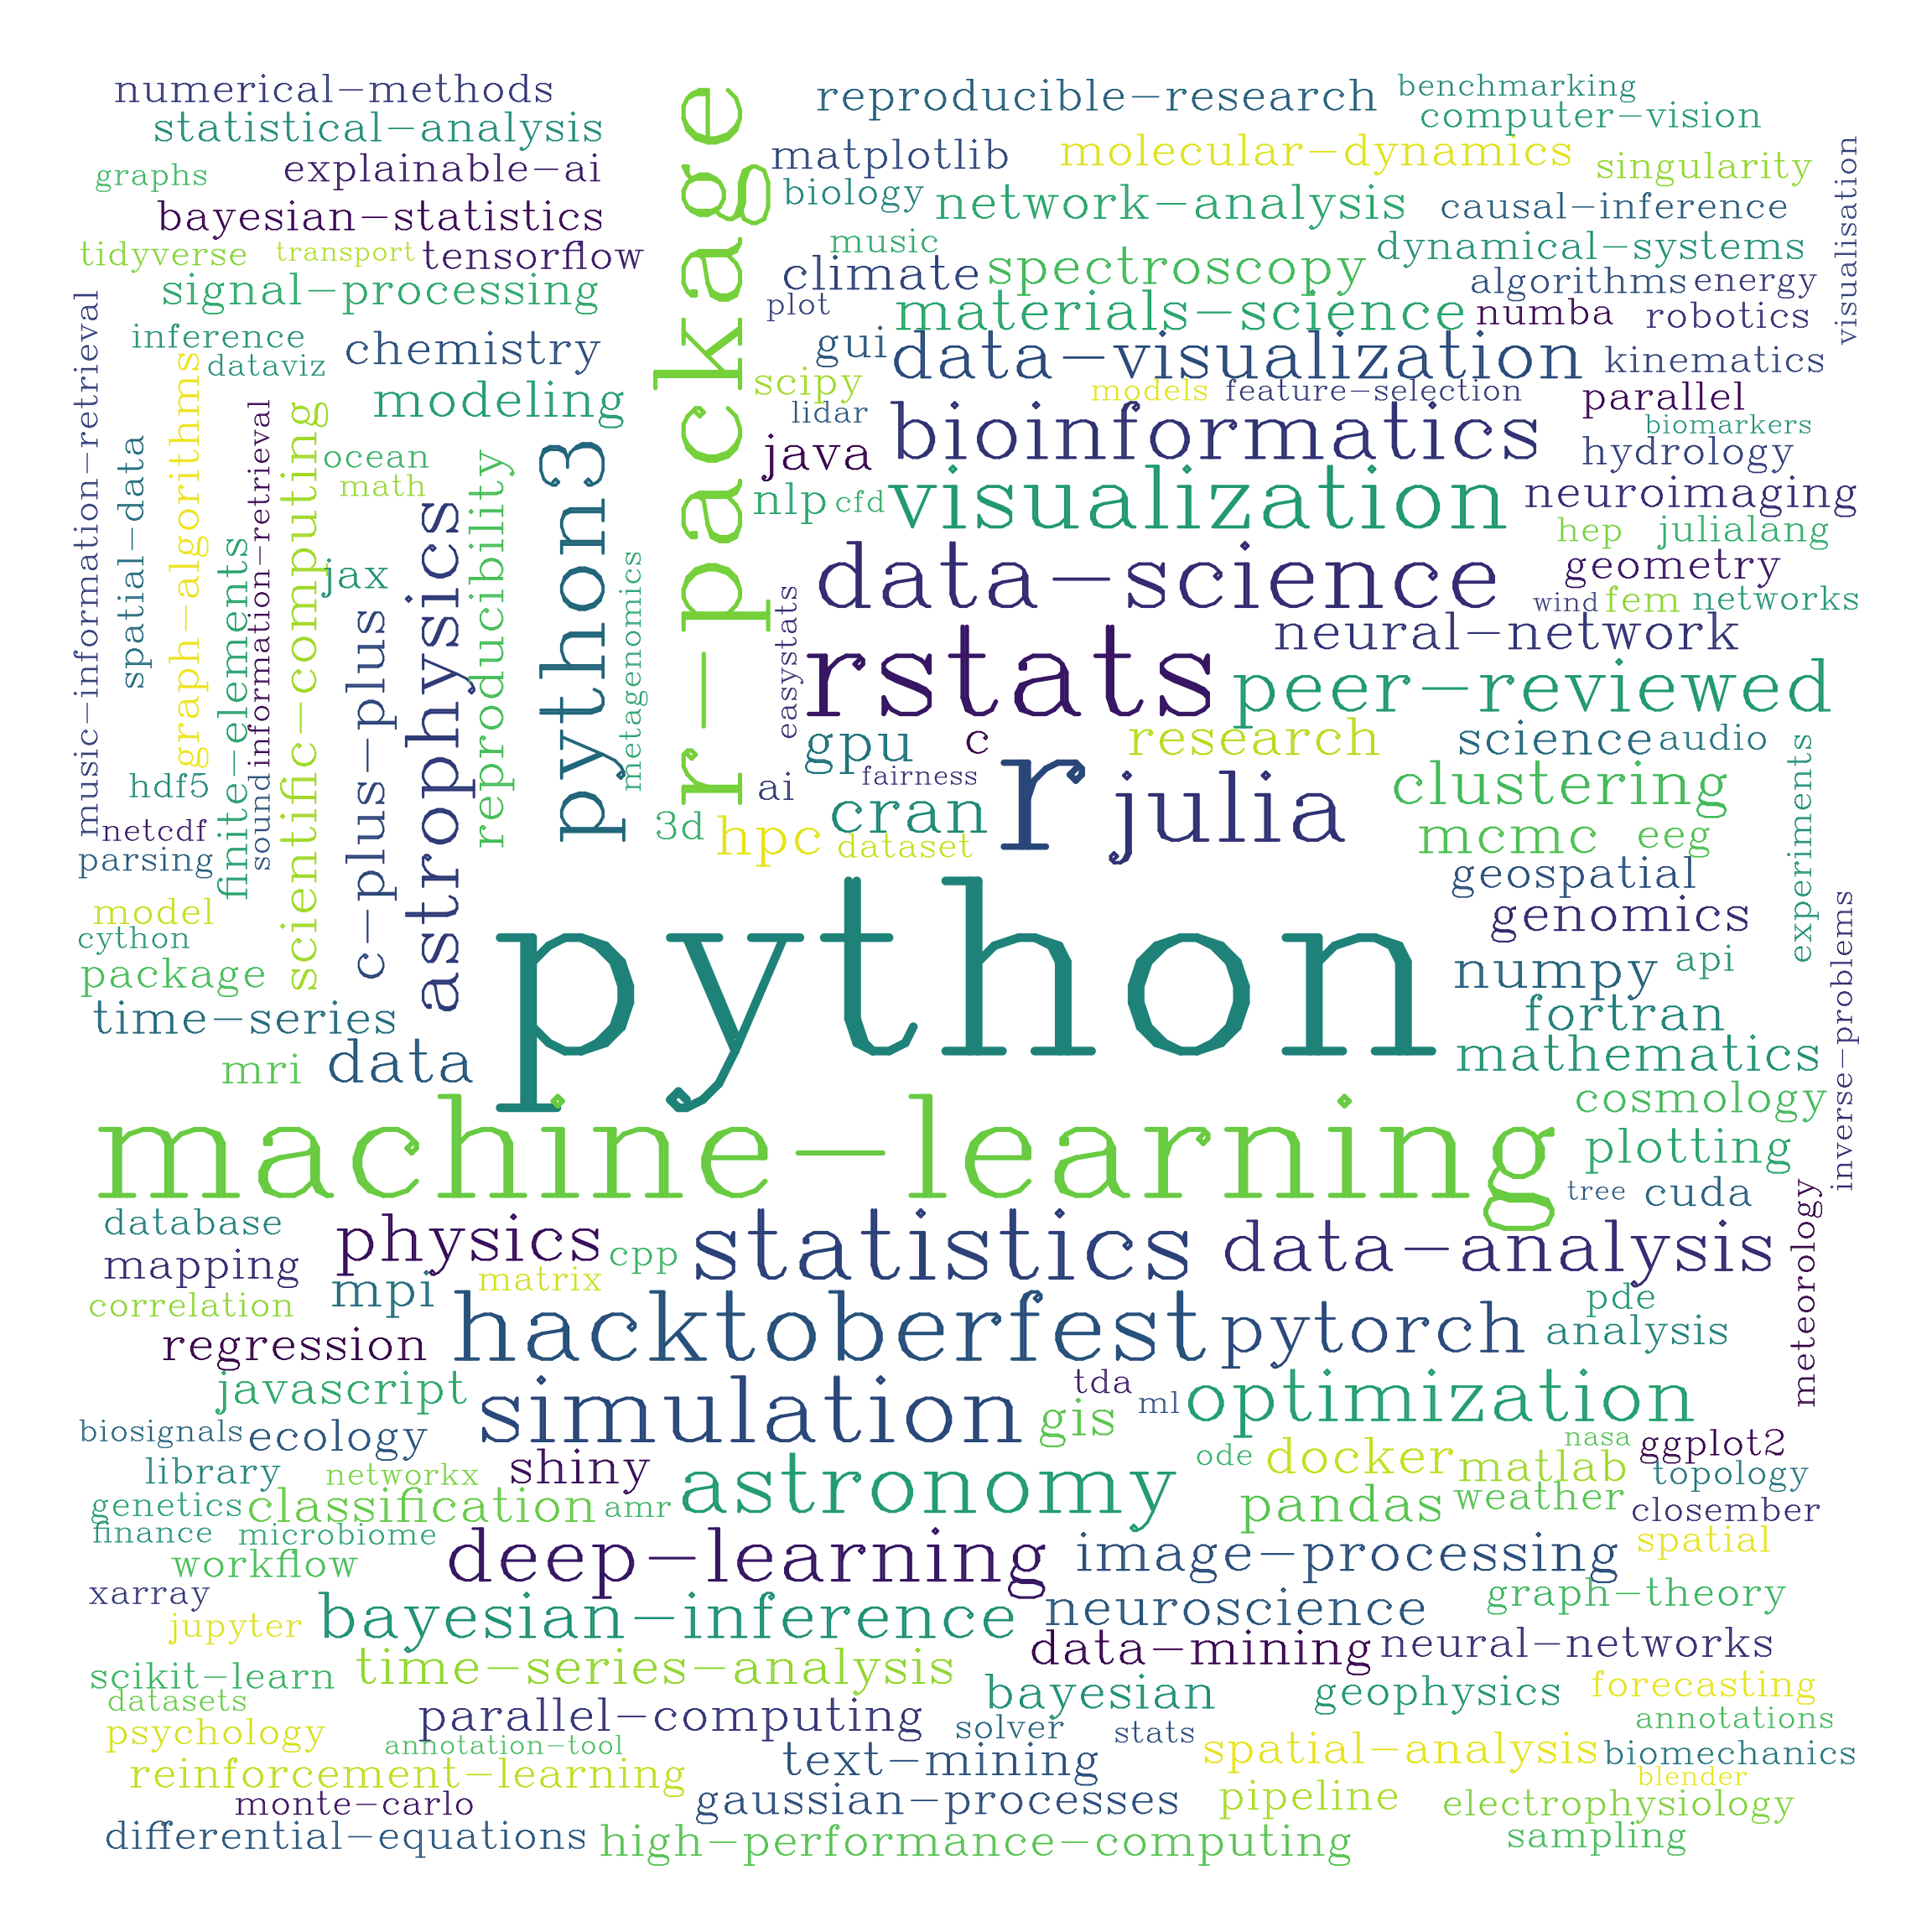 numerical-methods
statistical-analysis
graphs
explainable-ai
bayesian-statistics
tidyverse
transport
tensorflow
signal-processing
inference
dataviz
chemistry
modeling
music-information-retrieval
spatial-data
graph-algorithms
finite-elements
information-retrieval
scientific-computing
ocean
math
jax
c-plus-plus
astrophysics
reproducibility
python3
metagenomics
r-package
reproducible-research
benchmarking
computer-vision
matplotlib
molecular-dynamics
singularity
visualisation
biology
network-analysis
causal-inference
music
dynamical-systems
climate
spectroscopy
algorithms
energy
plot
materials-science
numba
robotics
gui
data-visualization
kinematics
scipy
models
feature-selection
parallel
lidar
bioinformatics
biomarkers
java
hydrology
nlp
cfd
visualization
neuroimaging
hep
julialang
data-science
geometry
wind
fem
networks
easystats
rstats
neural-network
peer-reviewed
gpu
c
research
science
audio
ai
fairness
r
julia
clustering
experiments
3d
hpc
cran
dataset
mcmc
eeg
hdf5
netcdf
sound
parsing
model
cython
package
time-series
mri
data
python
geospatial
genomics
numpy
api
fortran
mathematics
inverse-problems
cosmology
machine-learning
plotting
tree
cuda
database
physics
cpp
statistics
data-analysis
meteorology
mapping
mpi
matrix
correlation
hacktoberfest
pytorch
pde
analysis
regression
javascript
simulation
tda
ml
gis
optimization
biosignals
ecology
nasa
ggplot2
library
networkx
shiny
astronomy
ode
docker
matlab
topology
genetics
classification
amr
pandas
weather
closember
finance
microbiome
spatial
workflow
deep-learning
image-processing
xarray
graph-theory
jupyter
bayesian-inference
neuroscience
data-mining
neural-networks
scikit-learn
time-series-analysis
datasets
bayesian
geophysics
forecasting
psychology
parallel-computing
solver
stats
annotations
annotation-tool
text-mining
spatial-analysis
biomechanics
reinforcement-learning
blender
monte-carlo
gaussian-processes
pipeline
electrophysiology
differential-equations
high-performance-computing
sampling